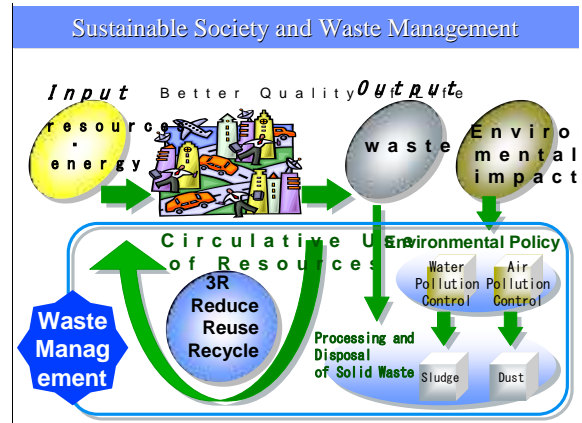 Sustainable Society and Waste Management
Input
Better Quality of Life
Output
resource
・
energy
waste
Enviro
mental
impact
Circulative Use
of Resources
Environmental Policy
3R
Reduce
Reuse
Recycle
Water
Pollution
Control
Air
Pollution
Control
Waste
Manag
ement
Processing and
Disposal
of Solid Waste
Sludge
Dust